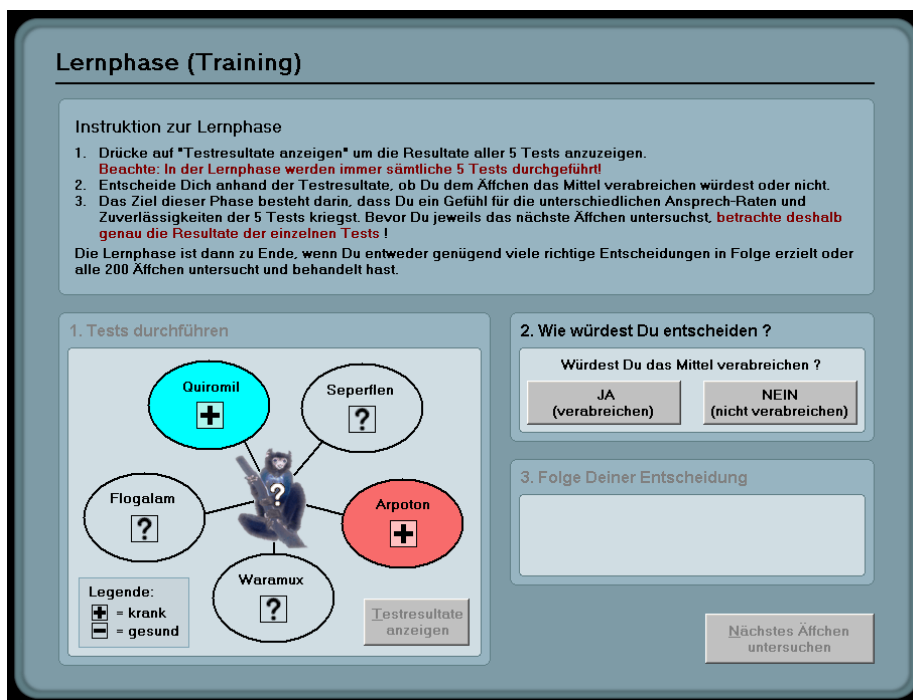 Lernphase (Training)
Instruktion zur Lernphase
1. Drücke auf "Testresultate anzeigen" um die Resultate aller 5 Tests anzuzeigen.
Beachte: In der Lernphase werden immer sämtliche 5 Tests durchgeführt!
2. Entscheide Dich anhand der Testresultate, ob Du dem Äffchen das Mittel verabreichen würdest oder nicht.
3. Das Ziel dieser Phase besteht darin, dass Du ein Gefühl für die unterschiedlichen Ansprech-Raten und
Zuverlässigkeiten der 5 Tests kriegst. Bevor Du jeweils das nächste Äffchen untersuchst, betrachte deshalb
genau die Resultate der einzelnen Tests !
Die Lernphase ist dann zu Ende, wenn Du entweder genügend viele richtige Entscheidungen in Folge erzielt oder
alle 200 Äffchen untersucht und behandelt hast.
1. Tests durchführen
Quiromil
+
Seperflen
?
Flogalam
?
?
Arpoton
+
Waramux
?
Legende:
+ = krank
- = gesund
Testresultate
anzeigen
2. Wie würdest Du entscheiden ?
Würdest Du das Mittel verabreichen ?
JA
(verabreichen)
NEIN
(nicht verabreichen)
3. Folge Deiner Entscheidung
Nächstes Äffchen
untersuchen